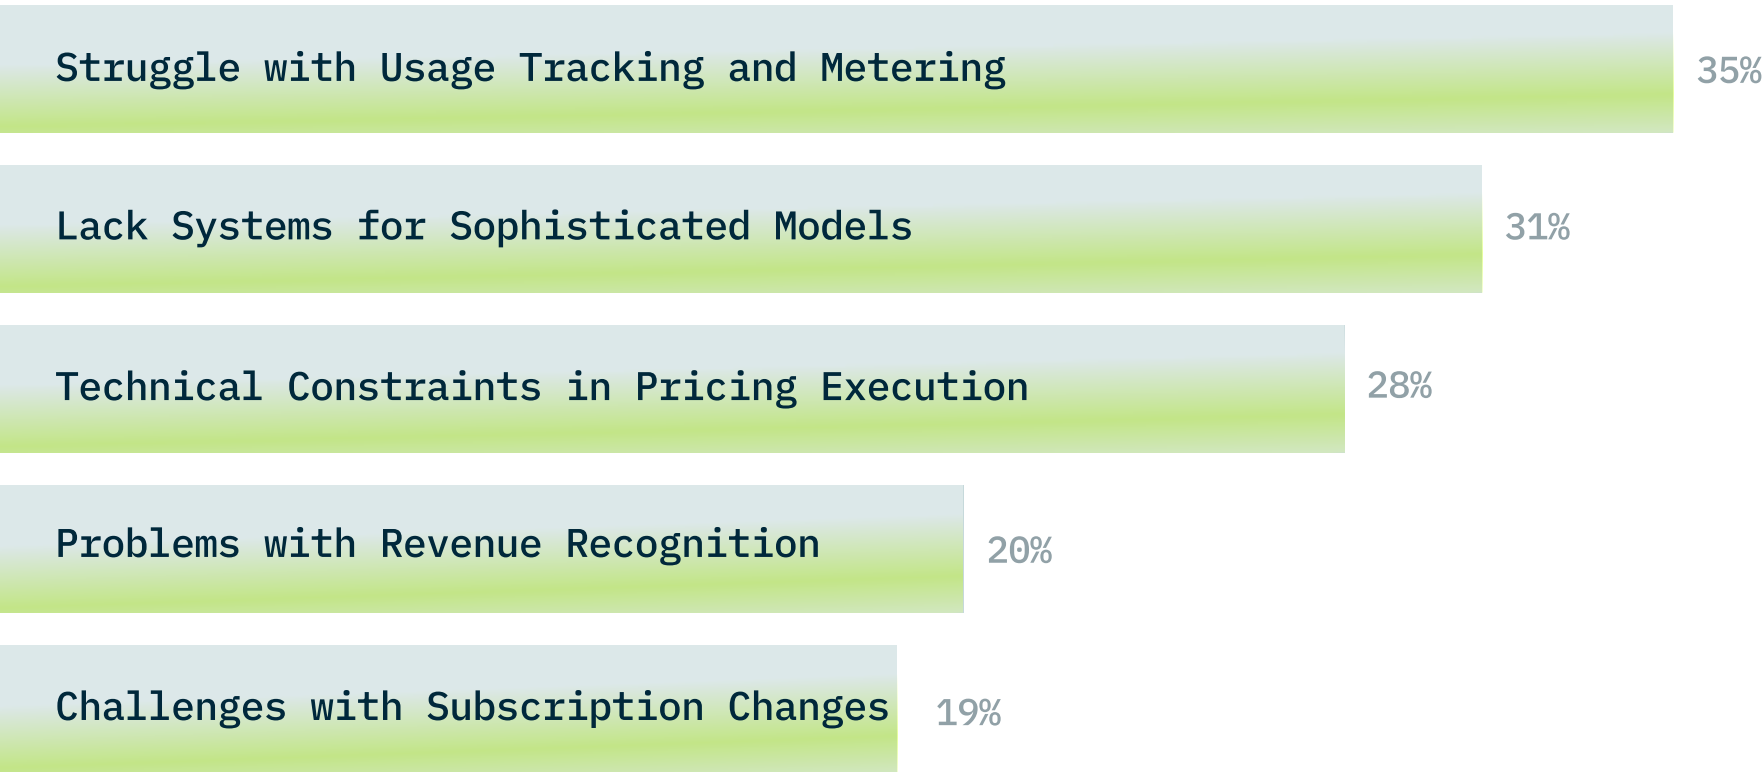 Struggle with Usage Tracking and Metering 35%
Lack Systems for Sophisticated Models 31%
Technical Constraints in Pricing Execution 28%
Problems with Revenue Recognition 20%
Challenges with Subscription Changes 19%